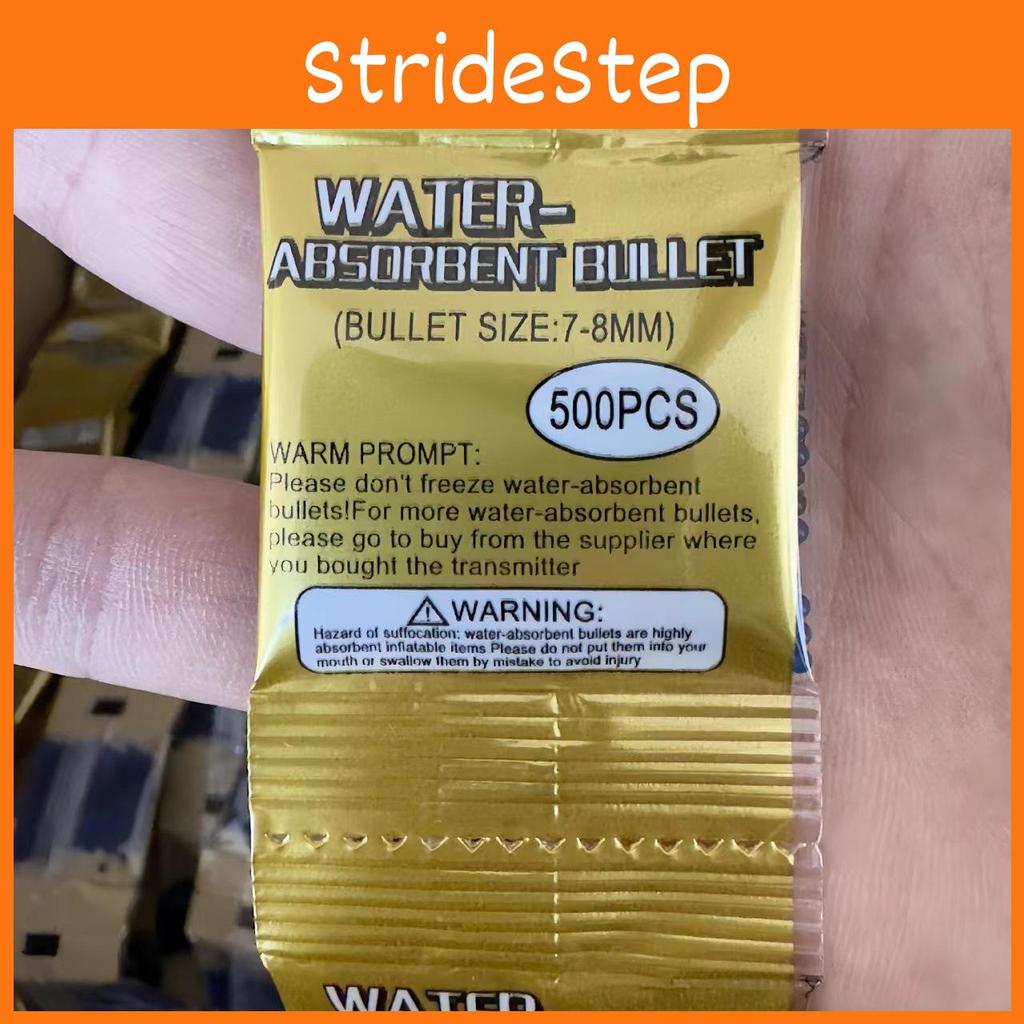 StrideStep
WATER-
ABSORBENT BULLET
(BULLET SIZE:7-8MM)
500PCS
WARM PROMPT:
Please don't freeze water-absorbent
bullets!For more water-absorbent bullets,
please go to buy from the supplier where
you bought the transmitter
⚠ WARNING:
Hazard of suffocation: water-absorbent bullets are highly
absorbent inflatable items Please do not put them into your
mouth or swallow them by mistake to avoid injury
WATER